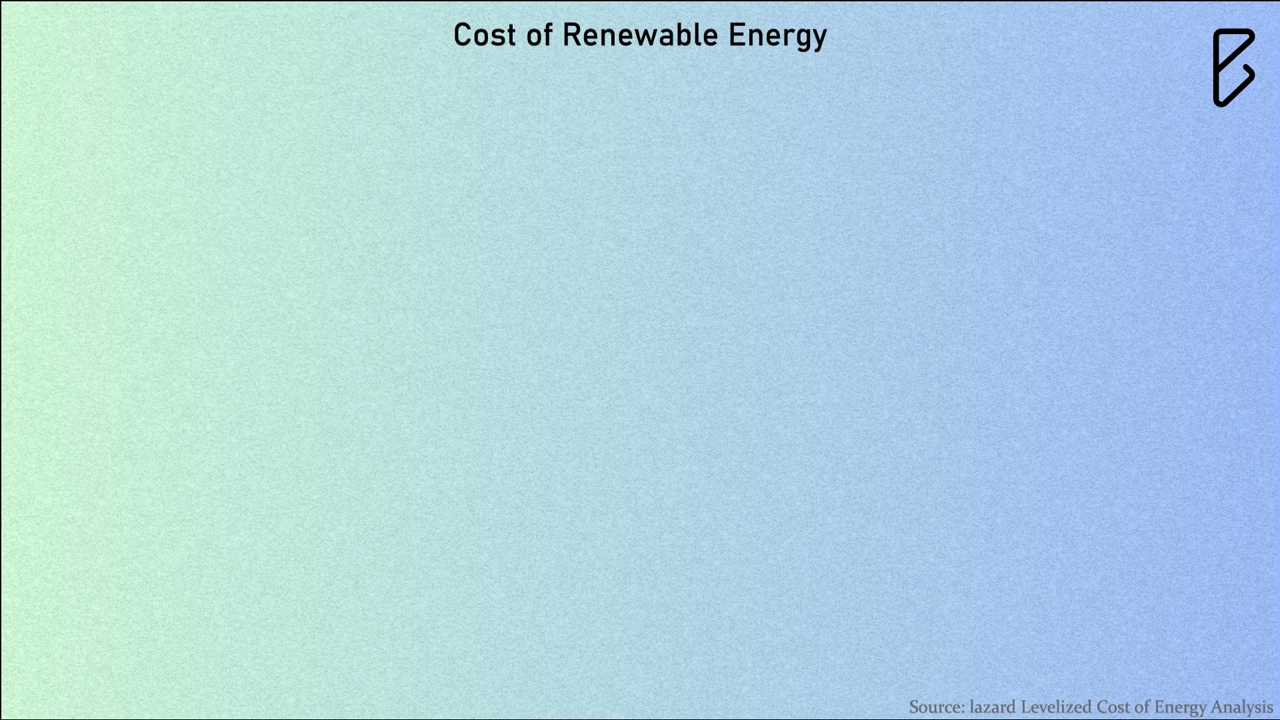 Cost of Renewable Energy
Source: lazard Levelized Cost of Energy Analysis